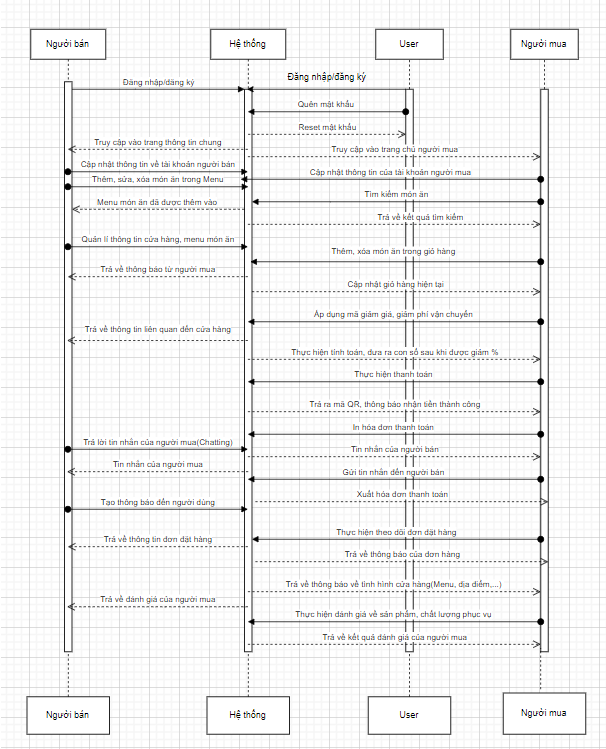 Người bán
Hệ thống
User
Người mua
Đăng nhập/đăng ký
Đăng nhập/đăng ký
Quên mật khẩu
Reset mật khẩu
Truy cập vào trang thông tin chung
Truy cập vào trang chủ người mua
Cập nhật thông tin về tài khoản người bán
Cập nhật thông tin của tài khoản người mua
Thêm, sửa, xóa món ăn trong Menu
Tìm kiếm món ăn
Menu món ăn đã được thêm vào
Trả về kết quả tìm kiếm
Quản lí thông tin cửa hàng, menu món ăn
Thêm, xóa món ăn trong giỏ hàng
Trả về thông báo từ người mua
Cập nhật giỏ hàng hiện tại
Áp dụng mã giảm giá, giảm phí vận chuyển
Trả về thông tin liên quan đến cửa hàng
Thực hiện tính toán, đưa ra con số sau khi được giảm %
Thực hiện thanh toán
Trả ra mã QR, thông báo nhận tiền thành công
In hóa đơn thanh toán
Trả lời tin nhắn của người mua(Chatting)
Tin nhắn của người bán
Tin nhắn của người mua
Gửi tin nhắn đến người bán
Xuất hóa đơn thanh toán
Tạo thông báo đến người dùng
Thực hiện theo dõi đơn đặt hàng
Trả về thông tin đơn đặt hàng
Trả về thông báo của đơn hàng
Trả về thông báo về tình hình cửa hàng(Menu, địa điểm,...)
Trả về đánh giá của người mua
Thực hiện đánh giá về sản phẩm, chất lượng phục vụ
Trả về kết quả đánh giá của người mua
Người bán
Hệ thống
User
Người mua